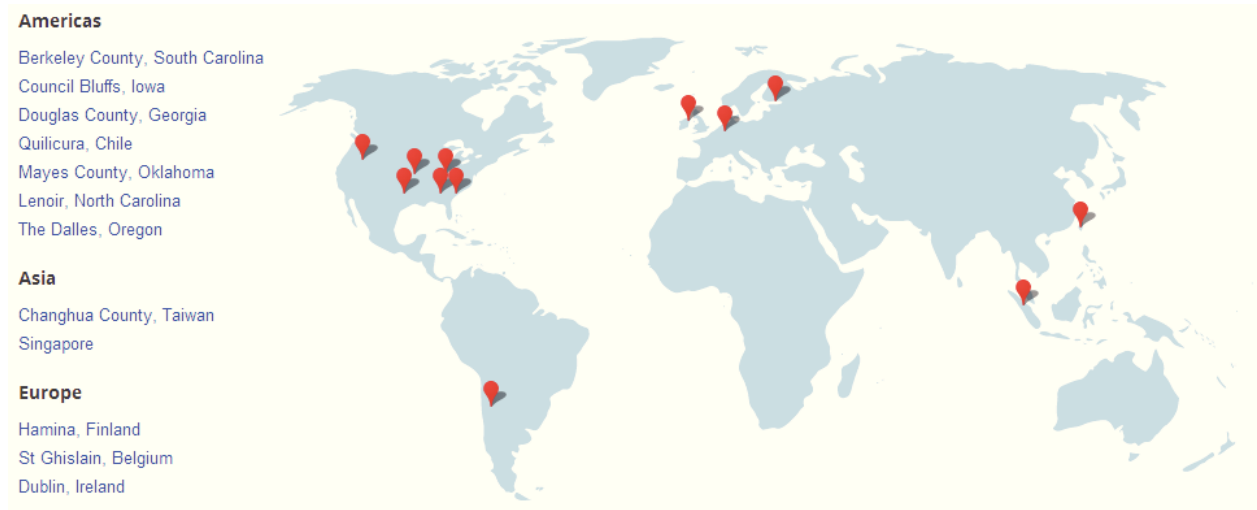 Americas
Berkeley County, South Carolina
Council Bluffs, Iowa
Douglas County, Georgia
Quilicura, Chile
Mayes County, Oklahoma
Lenoir, North Carolina
The Dalles, Oregon
Asia
Changhua County, Taiwan
Singapore
Europe
Hamina, Finland
St Ghislain, Belgium
Dublin, Ireland